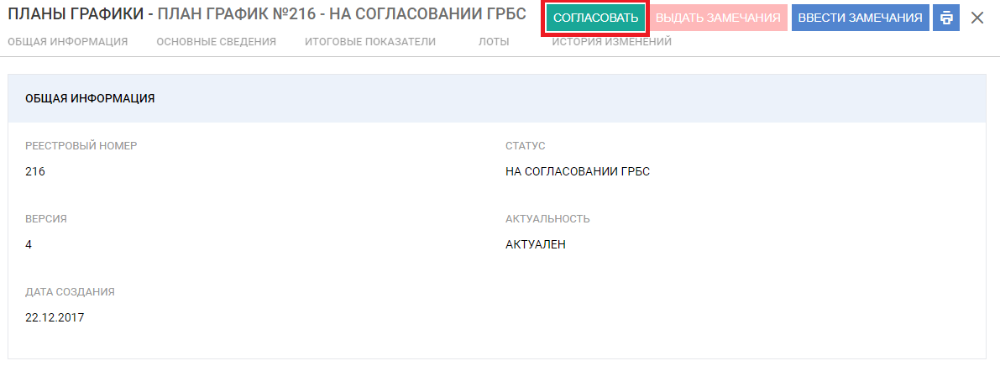 ПЛАНЫ ГРАФИКИ - ПЛАН ГРАФИК №216 - НА СОГЛАСОВАНИИ ГРБС СОГЛАСОВАТЬ ВЫДАТЬ ЗАМЕЧАНИЯ ВВЕСТИ ЗАМЕЧАНИЯ
ОБЩАЯ ИНФОРМАЦИЯ ОСНОВНЫЕ СВЕДЕНИЯ ИТОГОВЫЕ ПОКАЗАТЕЛИ ЛОТЫ ИСТОРИЯ ИЗМЕНЕНИЙ
ОБЩАЯ ИНФОРМАЦИЯ
РЕЕСТРОВЫЙ НОМЕР СТАТУС
216 НА СОГЛАСОВАНИИ ГРБС
ВЕРСИЯ АКТУАЛЬНОСТЬ
4 АКТУАЛЕН
ДАТА СОЗДАНИЯ
22.12.2017